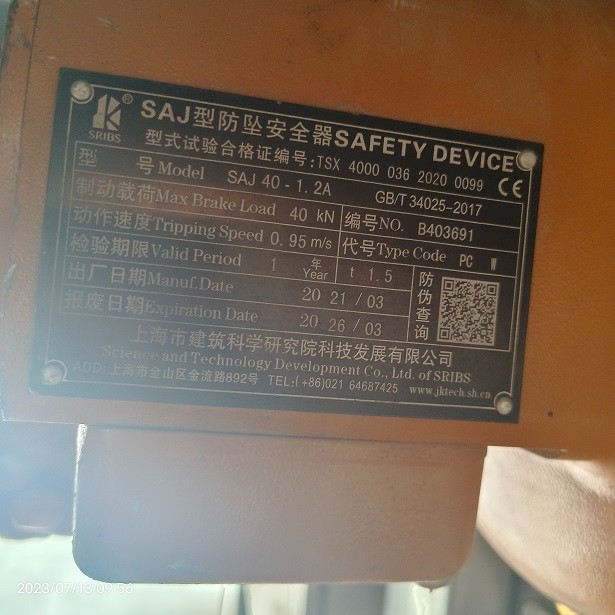 SRIBS ®
SAJ型防坠安全器SAFETY DEVICE
型式试验合格证编号:TSX 4000 036 2020 0099 CE
型 号Model SAJ 40-1.2A GB/T 34025-2017
制动载荷Max Brake Load 40 kN 编号NO. B403691
动作速度Tripping Speed 0.95 m/s 代号Type Code PC W
检验期限Valid Period 1 年 Year t 1.5
出厂日期Manuf.Date 20 21/03
报废日期Expiration Date 20 26/03
防伪查询
上海市建筑科学研究院科技发展有限公司
Science and Technology Development Co., Ltd. of SRIBS
ADD: 上海市金山区金流路892号 TEL:(+86)021 64687425 www.jktech.sh.cn
2023/07/18 09:56